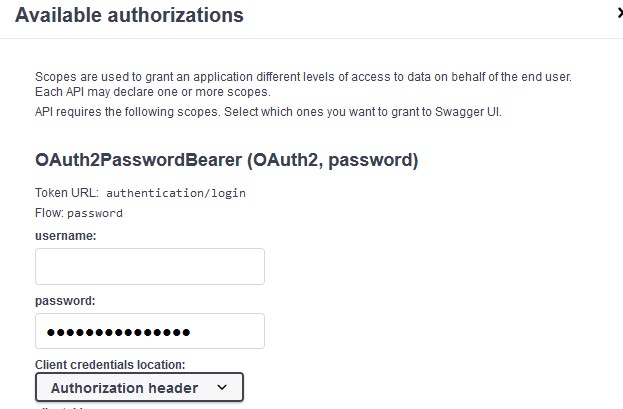 Available authorizations
Scopes are used to grant an application different levels of access to data on behalf of the end user.
Each API may declare one or more scopes.
API requires the following scopes. Select which ones you want to grant to Swagger UI.
OAuth2PasswordBearer (OAuth2, password)
Token URL: authentication/login
Flow: password
username:
password:
Client credentials location:
Authorization header